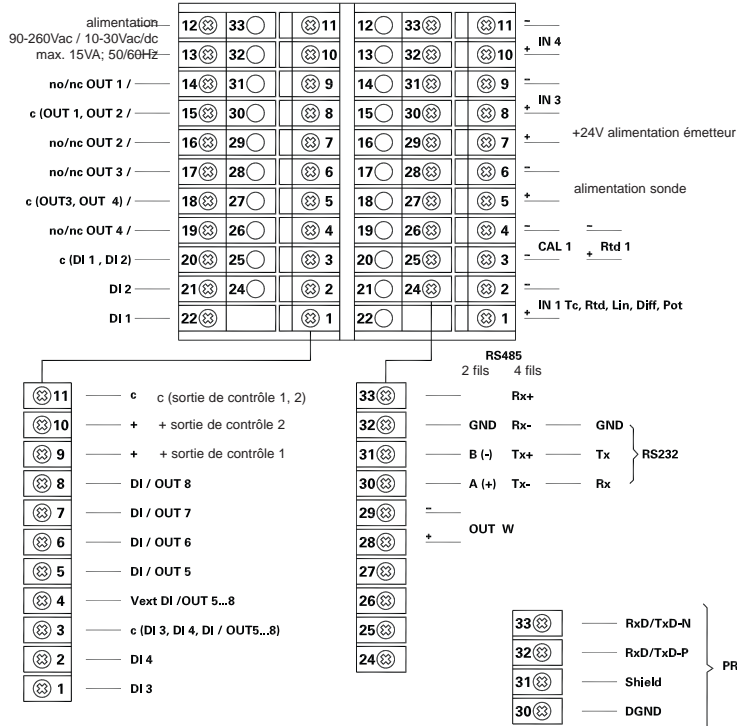 alimentation 12 33 11 12 33 11 -
90-260Vac / 10-30Vac/dc IN 4
max. 15VA; 50/60Hz 13 32 10 13 32 10 +
no/nc OUT 1 / 14 31 9 14 31 9 -
IN 3
c (OUT 1, OUT 2 / 15 30 8 15 30 8 +
no/nc OUT 2 / 16 29 7 16 29 7 + +24V alimentation émetteur
no/nc OUT 3 / 17 28 6 17 28 6 -
alimentation sonde
c (OUT3, OUT 4) / 18 27 5 18 27 5 +
no/nc OUT 4 / 19 26 4 19 26 4 - -
CAL 1 Rtd 1
c (DI 1 , DI 2) 20 25 3 20 25 3 - +
DI 2 21 24 2 21 24 2 -
IN 1 Tc, Rtd, Lin, Diff, Pot
DI 1 22 1 22 1 +
11 c c (sortie de contrôle 1, 2)
10 + + sortie de contrôle 2
9 + + sortie de contrôle 1
8 DI / OUT 8
7 DI / OUT 7
6 DI / OUT 6
5 DI / OUT 5
4 Vext DI /OUT 5...8
3 c (DI 3, DI 4, DI / OUT5...8)
2 DI 4
1 DI 3
RS485
2 fils 4 fils
33 Rx+
32 GND Rx- GND
31 B (-) Tx+ Tx RS232
30 A (+) Tx- Rx
29 -
OUT W
28 +
27
26
25
24
33 RxD/TxD-N
32 RxD/TxD-P
PR
31 Shield
30 DGND